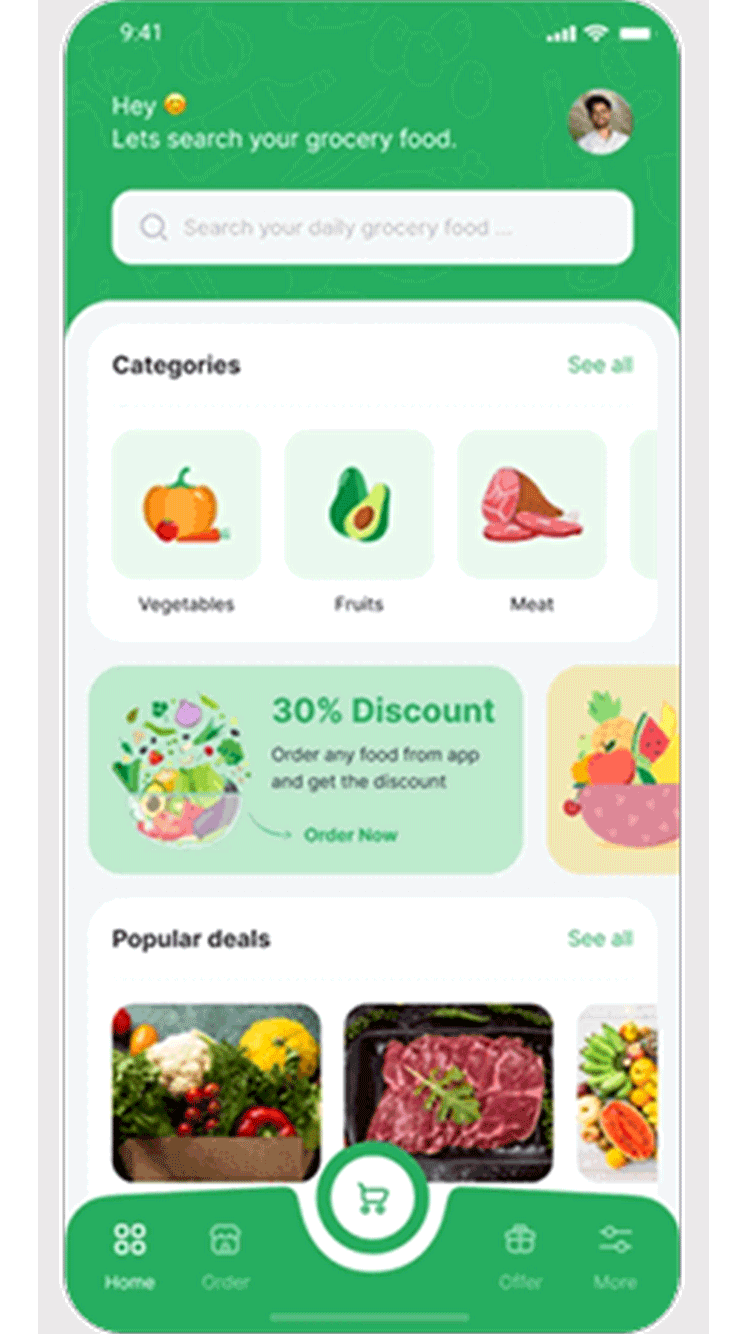 9:41
Hey 😊
Lets search your grocery food.
Search your daily grocery food ...
Categories
See all
Vegetables
Fruits
Meat
30% Discount
Order any food from app
and get the discount
Order Now
Popular deals
See all
Home
Order
Offer
More